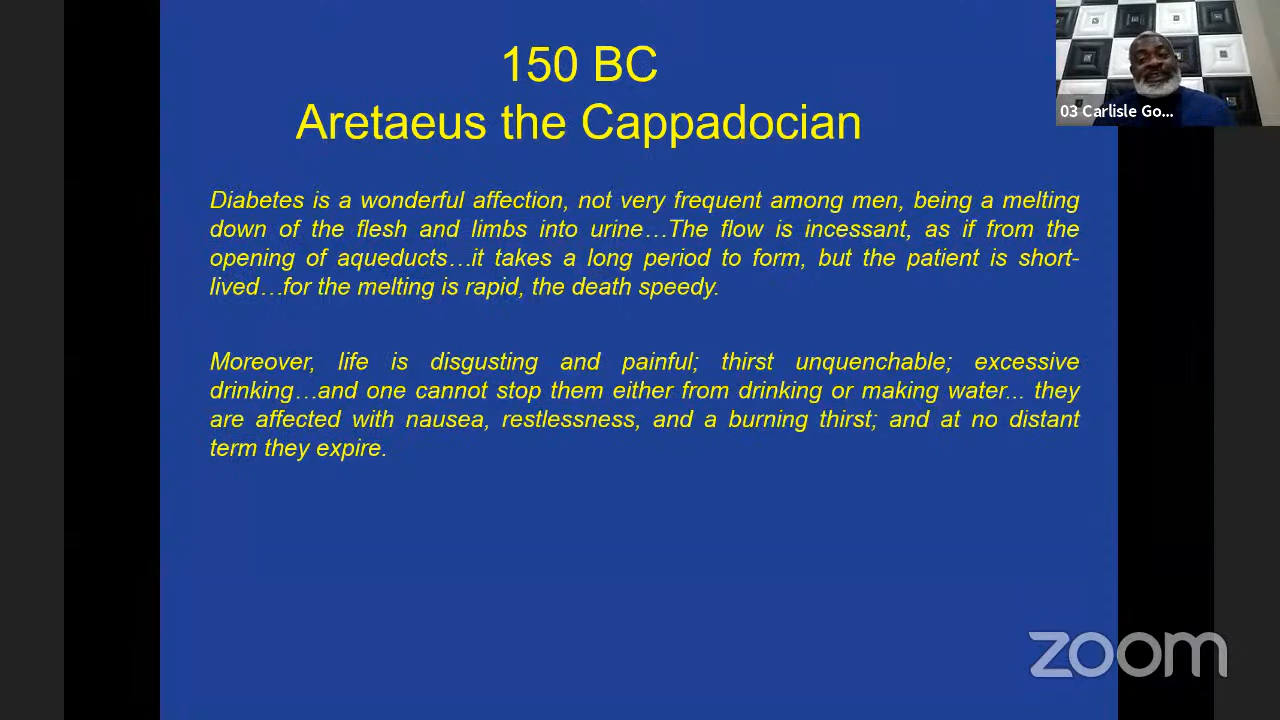 150 BC
Aretaeus the Cappadocian
03 Carlisle Go...
Diabetes is a wonderful affection, not very frequent among men, being a melting
down of the flesh and limbs into urine…The flow is incessant, as if from the
opening of aqueducts…it takes a long period to form, but the patient is short-
lived…for the melting is rapid, the death speedy.
Moreover, life is disgusting and painful; thirst unquenchable; excessive
drinking…and one cannot stop them either from drinking or making water... they
are affected with nausea, restlessness, and a burning thirst; and at no distant
term they expire.
zoom